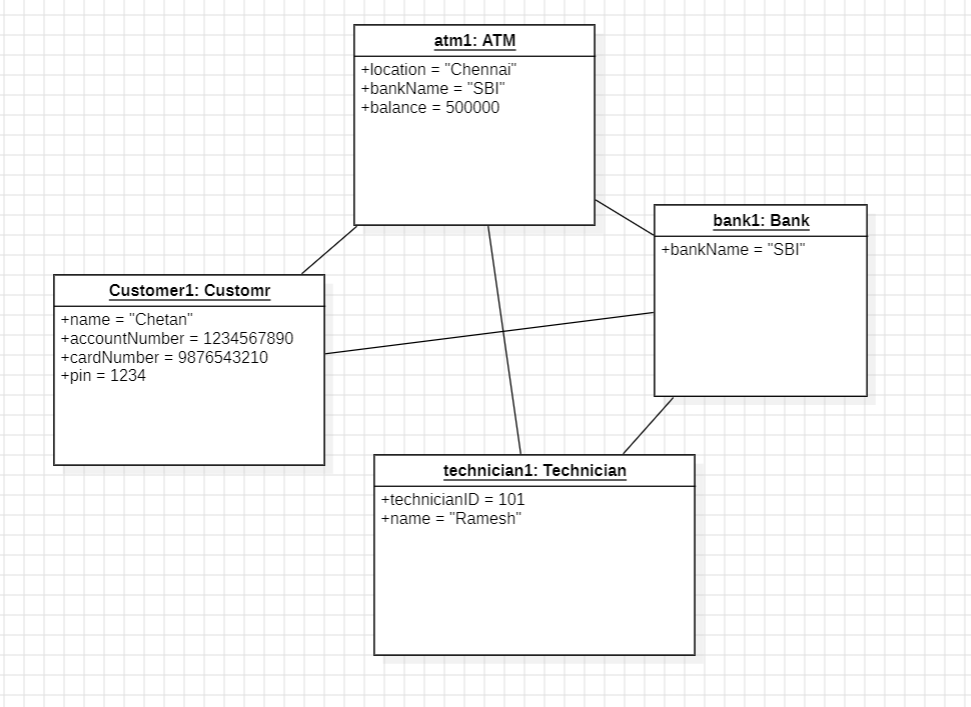 atm1: ATM
+location = "Chennai"
+bankName = "SBI"
+balance = 500000
bank1: Bank
+bankName = "SBI"
Customer1: Customr
+name = "Chetan"
+accountNumber = 1234567890
+cardNumber = 9876543210
+pin = 1234
technician1: Technician
+technicianID = 101
+name = "Ramesh"